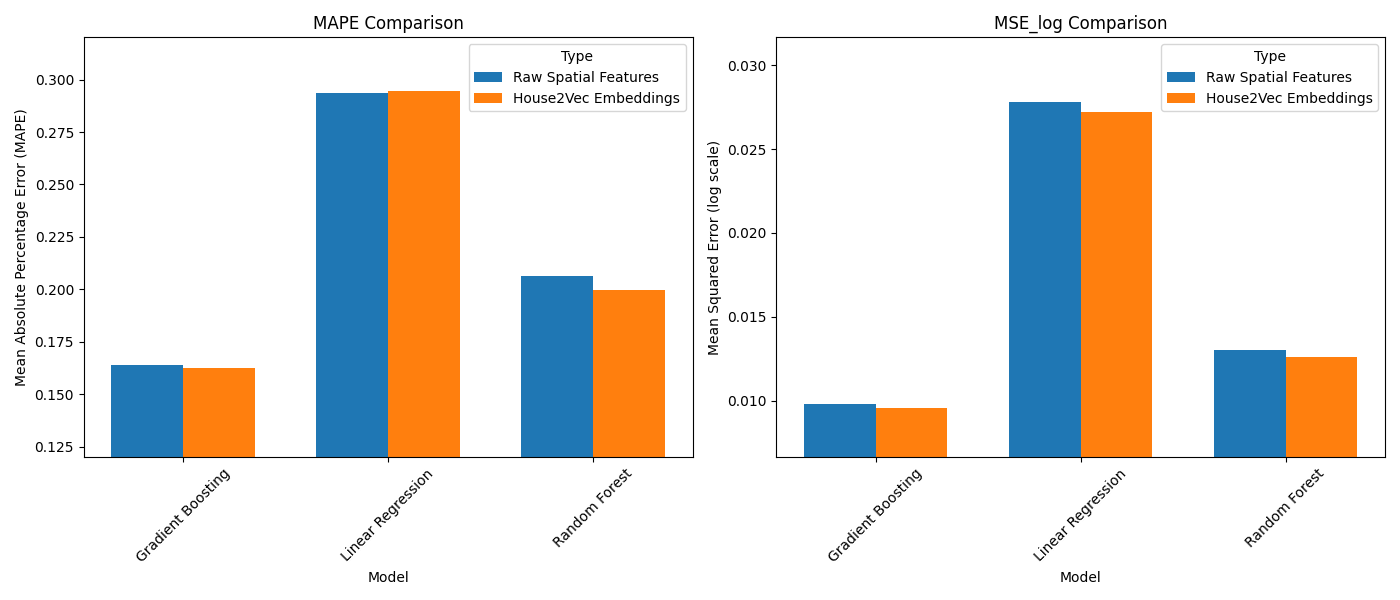 MAPE Comparison
Mean Absolute Percentage Error (MAPE)
0.300
0.275
0.250
0.225
0.200
0.175
0.150
0.125
Type
Raw Spatial Features
House2Vec Embeddings
Gradient Boosting
Linear Regression
Random Forest
Model
MSE_log Comparison
Mean Squared Error (log scale)
0.030
0.025
0.020
0.015
0.010
Type
Raw Spatial Features
House2Vec Embeddings
Gradient Boosting
Linear Regression
Random Forest
Model